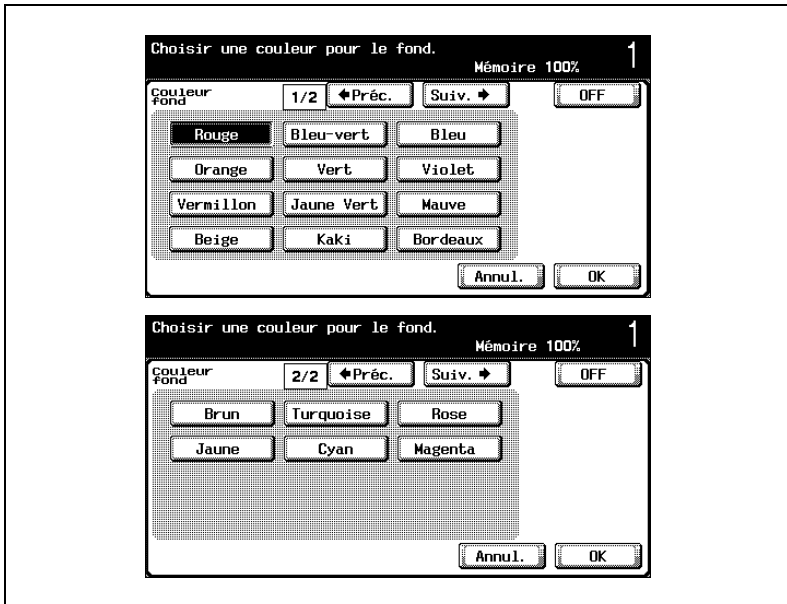 Choisir une couleur pour le fond.
Mémoire 100% 1
Couleur fond 1/2 Préc. Suiv. OFF
Rouge Bleu-vert Bleu
Orange Vert Violet
Vermillon Jaune Vert Mauve
Beige Kaki Bordeaux
Annul. OK
Choisir une couleur pour le fond.
Mémoire 100% 1
Couleur fond 2/2 Préc. Suiv. OFF
Brun Turquoise Rose
Jaune Cyan Magenta
Annul. OK